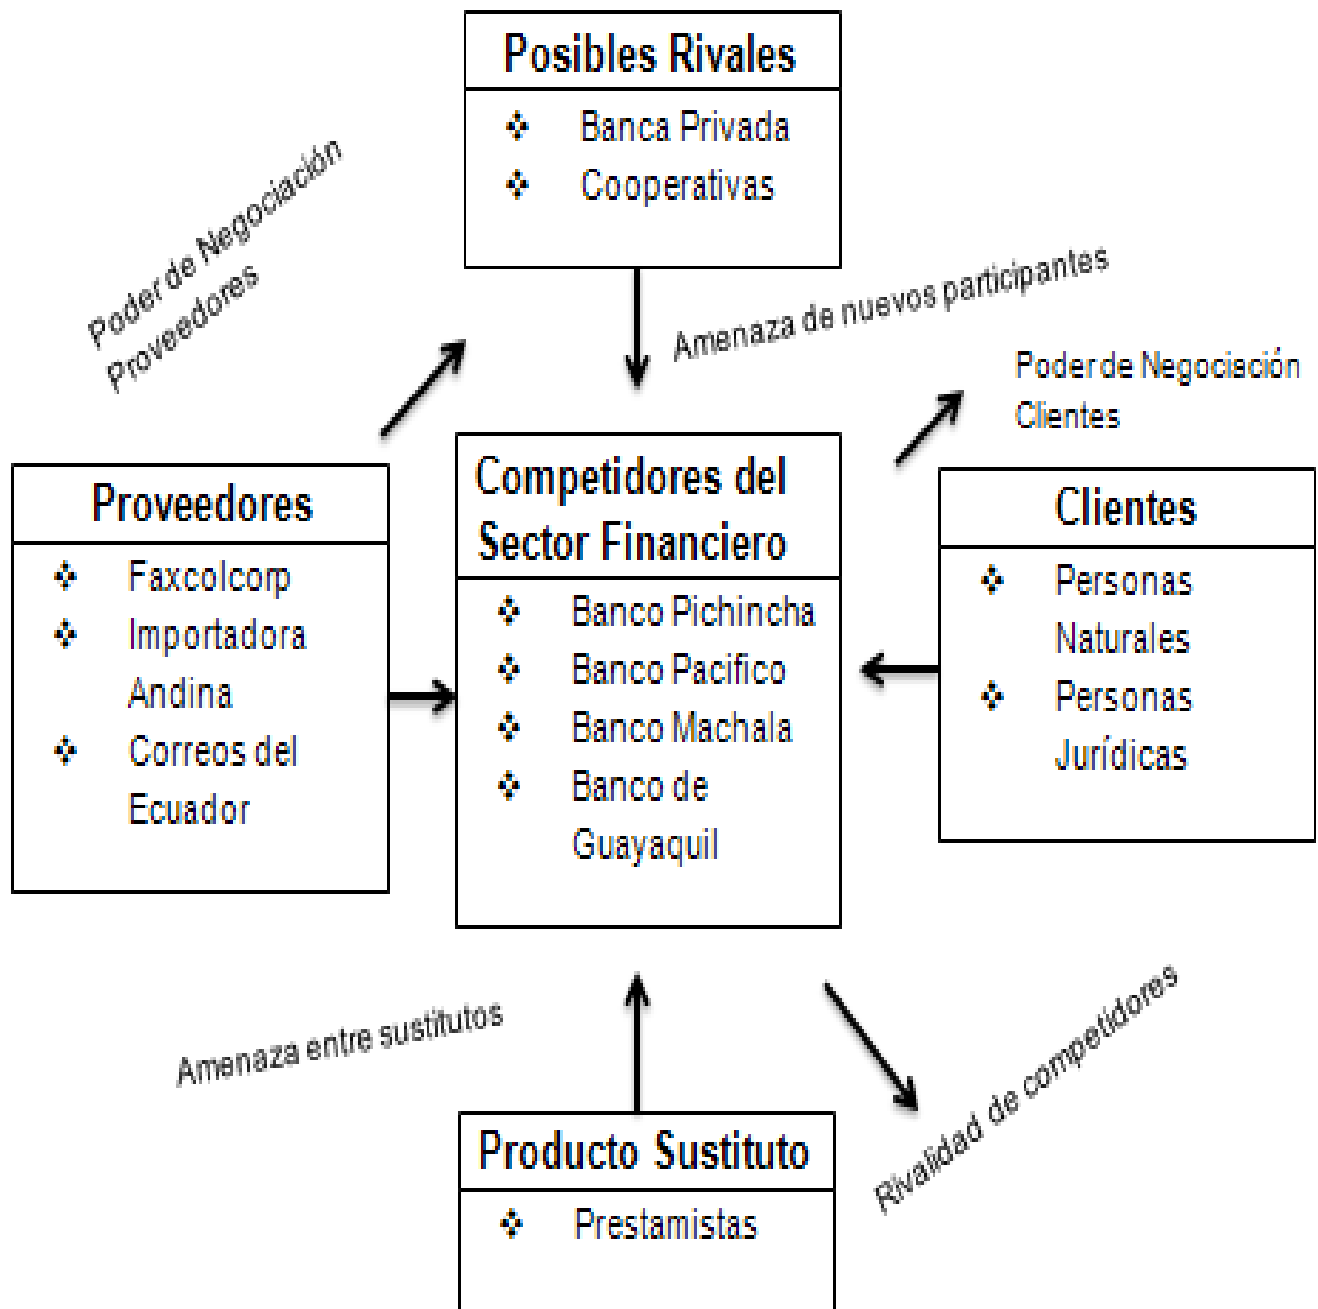 Posibles Rivales
❖ Banca Privada
❖ Cooperativas
Poder de Negociación
Proveedores
Amenaza de nuevos participantes
Poder de Negociación
Clientes
Proveedores
❖ Faxcolcorp
❖ Importadora
Andina
❖ Correos del
Ecuador
Competidores del
Sector Financiero
❖ Banco Pichincha
❖ Banco Pacifico
❖ Banco Machala
❖ Banco de
Guayaquil
Clientes
❖ Personas
Naturales
❖ Personas
Jurídicas
Amenaza entre sustitutos
Rivalidad de competidores
Producto Sustituto
❖ Prestamistas